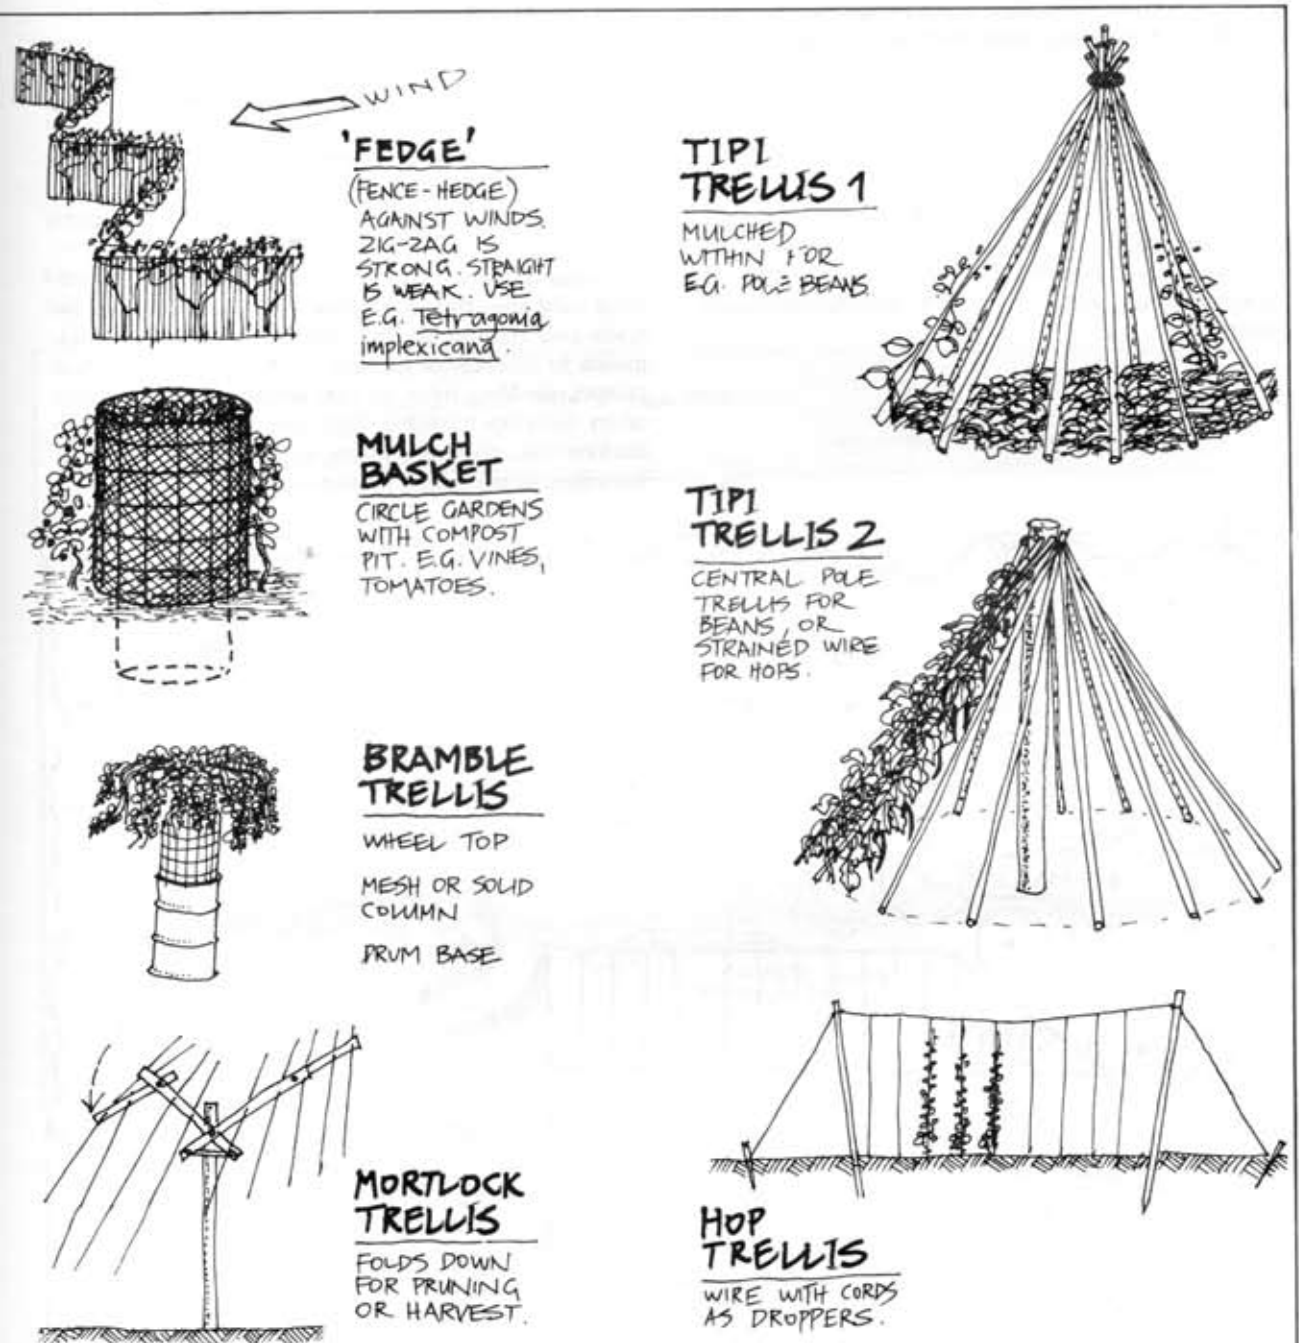 WIND
'FEDGE'
(FENCE-HEDGE)
AGAINST WINDS.
ZIG-ZAG IS
STRONG. STRAIGHT
IS WEAK. USE
E.G. Tetragonia
implexicana.
MULCH
BASKET
CIRCLE GARDENS
WITH COMPOST
PIT. E.G. VINES,
TOMATOES.
BRAMBLE
TRELLIS
WHEEL TOP
MESH OR SOLID
COLUMN
DRUM BASE
MORTLOCK
TRELLIS
FOLDS DOWN
FOR PRUNING
OR HARVEST.
TIPI
TRELLIS 1
MULCHED
WITHIN FOR
E.G. POLE BEANS.
TIPI
TRELLIS 2
CENTRAL POLE
TRELLIS FOR
BEANS, OR
STRAINED WIRE
FOR HOPS.
HOP
TRELLIS
WIRE WITH CORDS
AS DROPPERS.